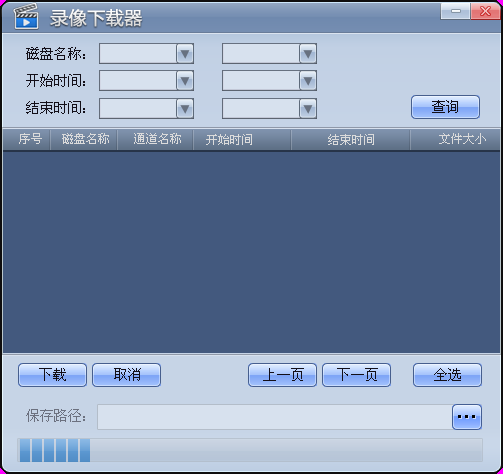 录像下载器
磁盘名称：
开始时间：
结束时间：
查询
序号 磁盘名称 通道名称 开始时间 结束时间 文件大小
下载 取消 上一页 下一页 全选
保存路径： ...